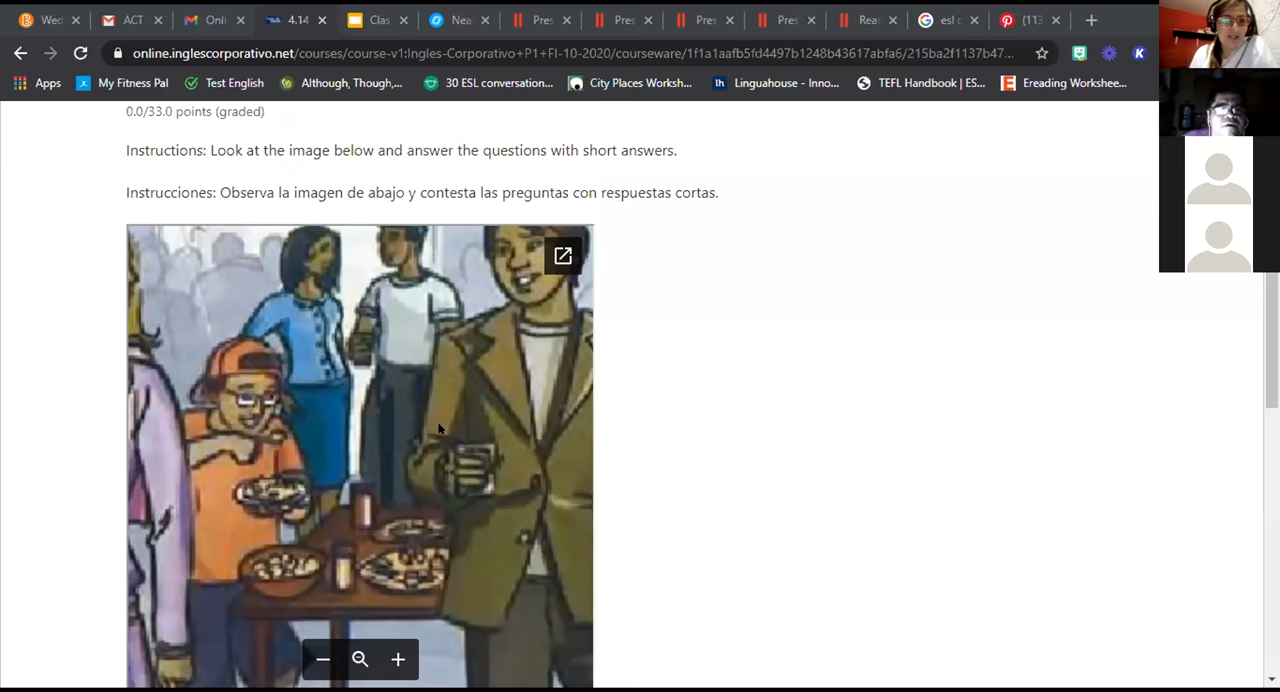 Wed
ACT
Onli
4.14
Clas
Nea
Pres
Pres
Pres
Pres
Rea
esl c
(113
online.inglescorporativo.net/courses/course-v1:Ingles-Corporativo+P1+FI-10-2020/courseware/1f1a1aafb5fd4497b1248b43617abfa6/215ba2f1137b47...
Apps
My Fitness Pal
Test English
Although, Though,...
30 ESL conversation...
City Places Worksh...
Linguahouse - Inno...
TEFL Handbook | ES...
Ereading Workshee...
0.0/33.0 points (graded)
Instructions: Look at the image below and answer the questions with short answers.
Instrucciones: Observa la imagen de abajo y contesta las preguntas con respuestas cortas.